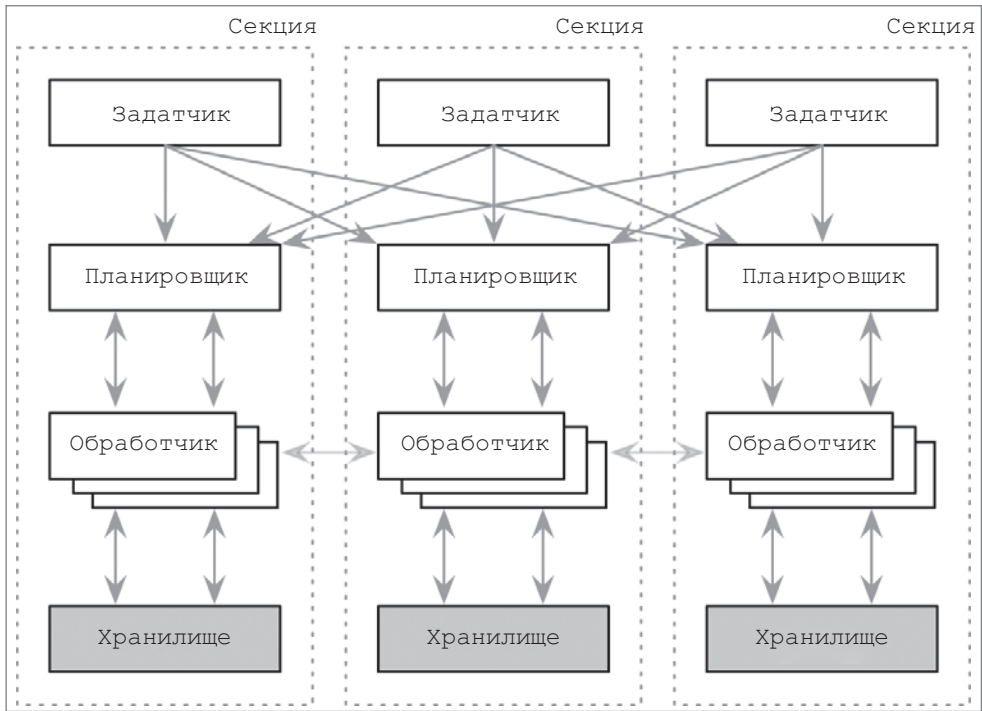 Секция Секция Секция
Задатчик Задатчик Задатчик
Планировщик Планировщик Планировщик
Обработчик Обработчик Обработчик
Хранилище Хранилище Хранилище